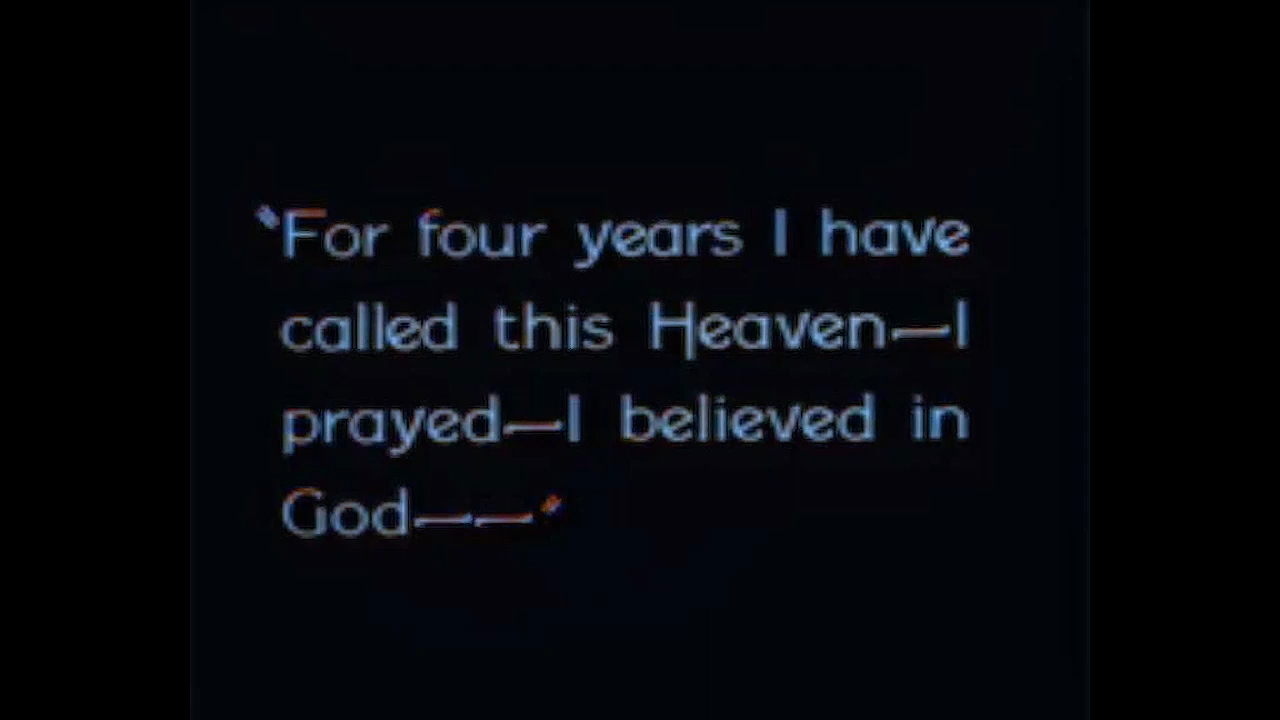 "For four years I have
called this Heaven—I
prayed—I believed in
God——"